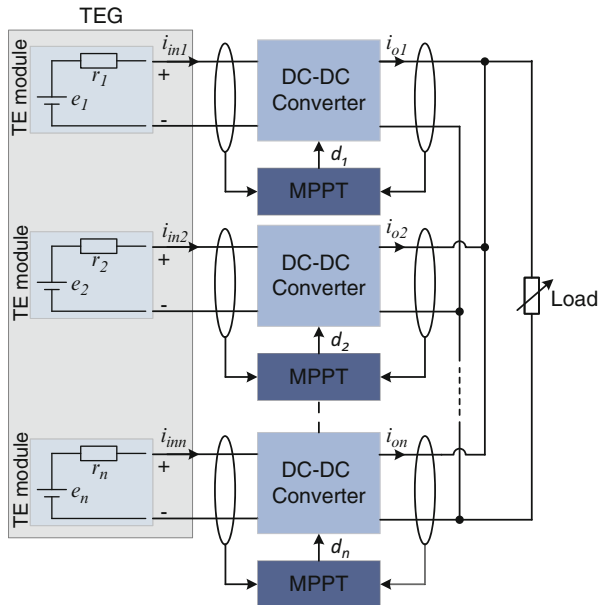 TEG
TE module
r1
e1
+
-
iin1
DC-DC
Converter
io1
d1
MPPT
TE module
r2
e2
+
-
iin2
DC-DC
Converter
io2
d2
MPPT
Load
TE module
rn
en
+
-
iinn
DC-DC
Converter
ion
dn
MPPT